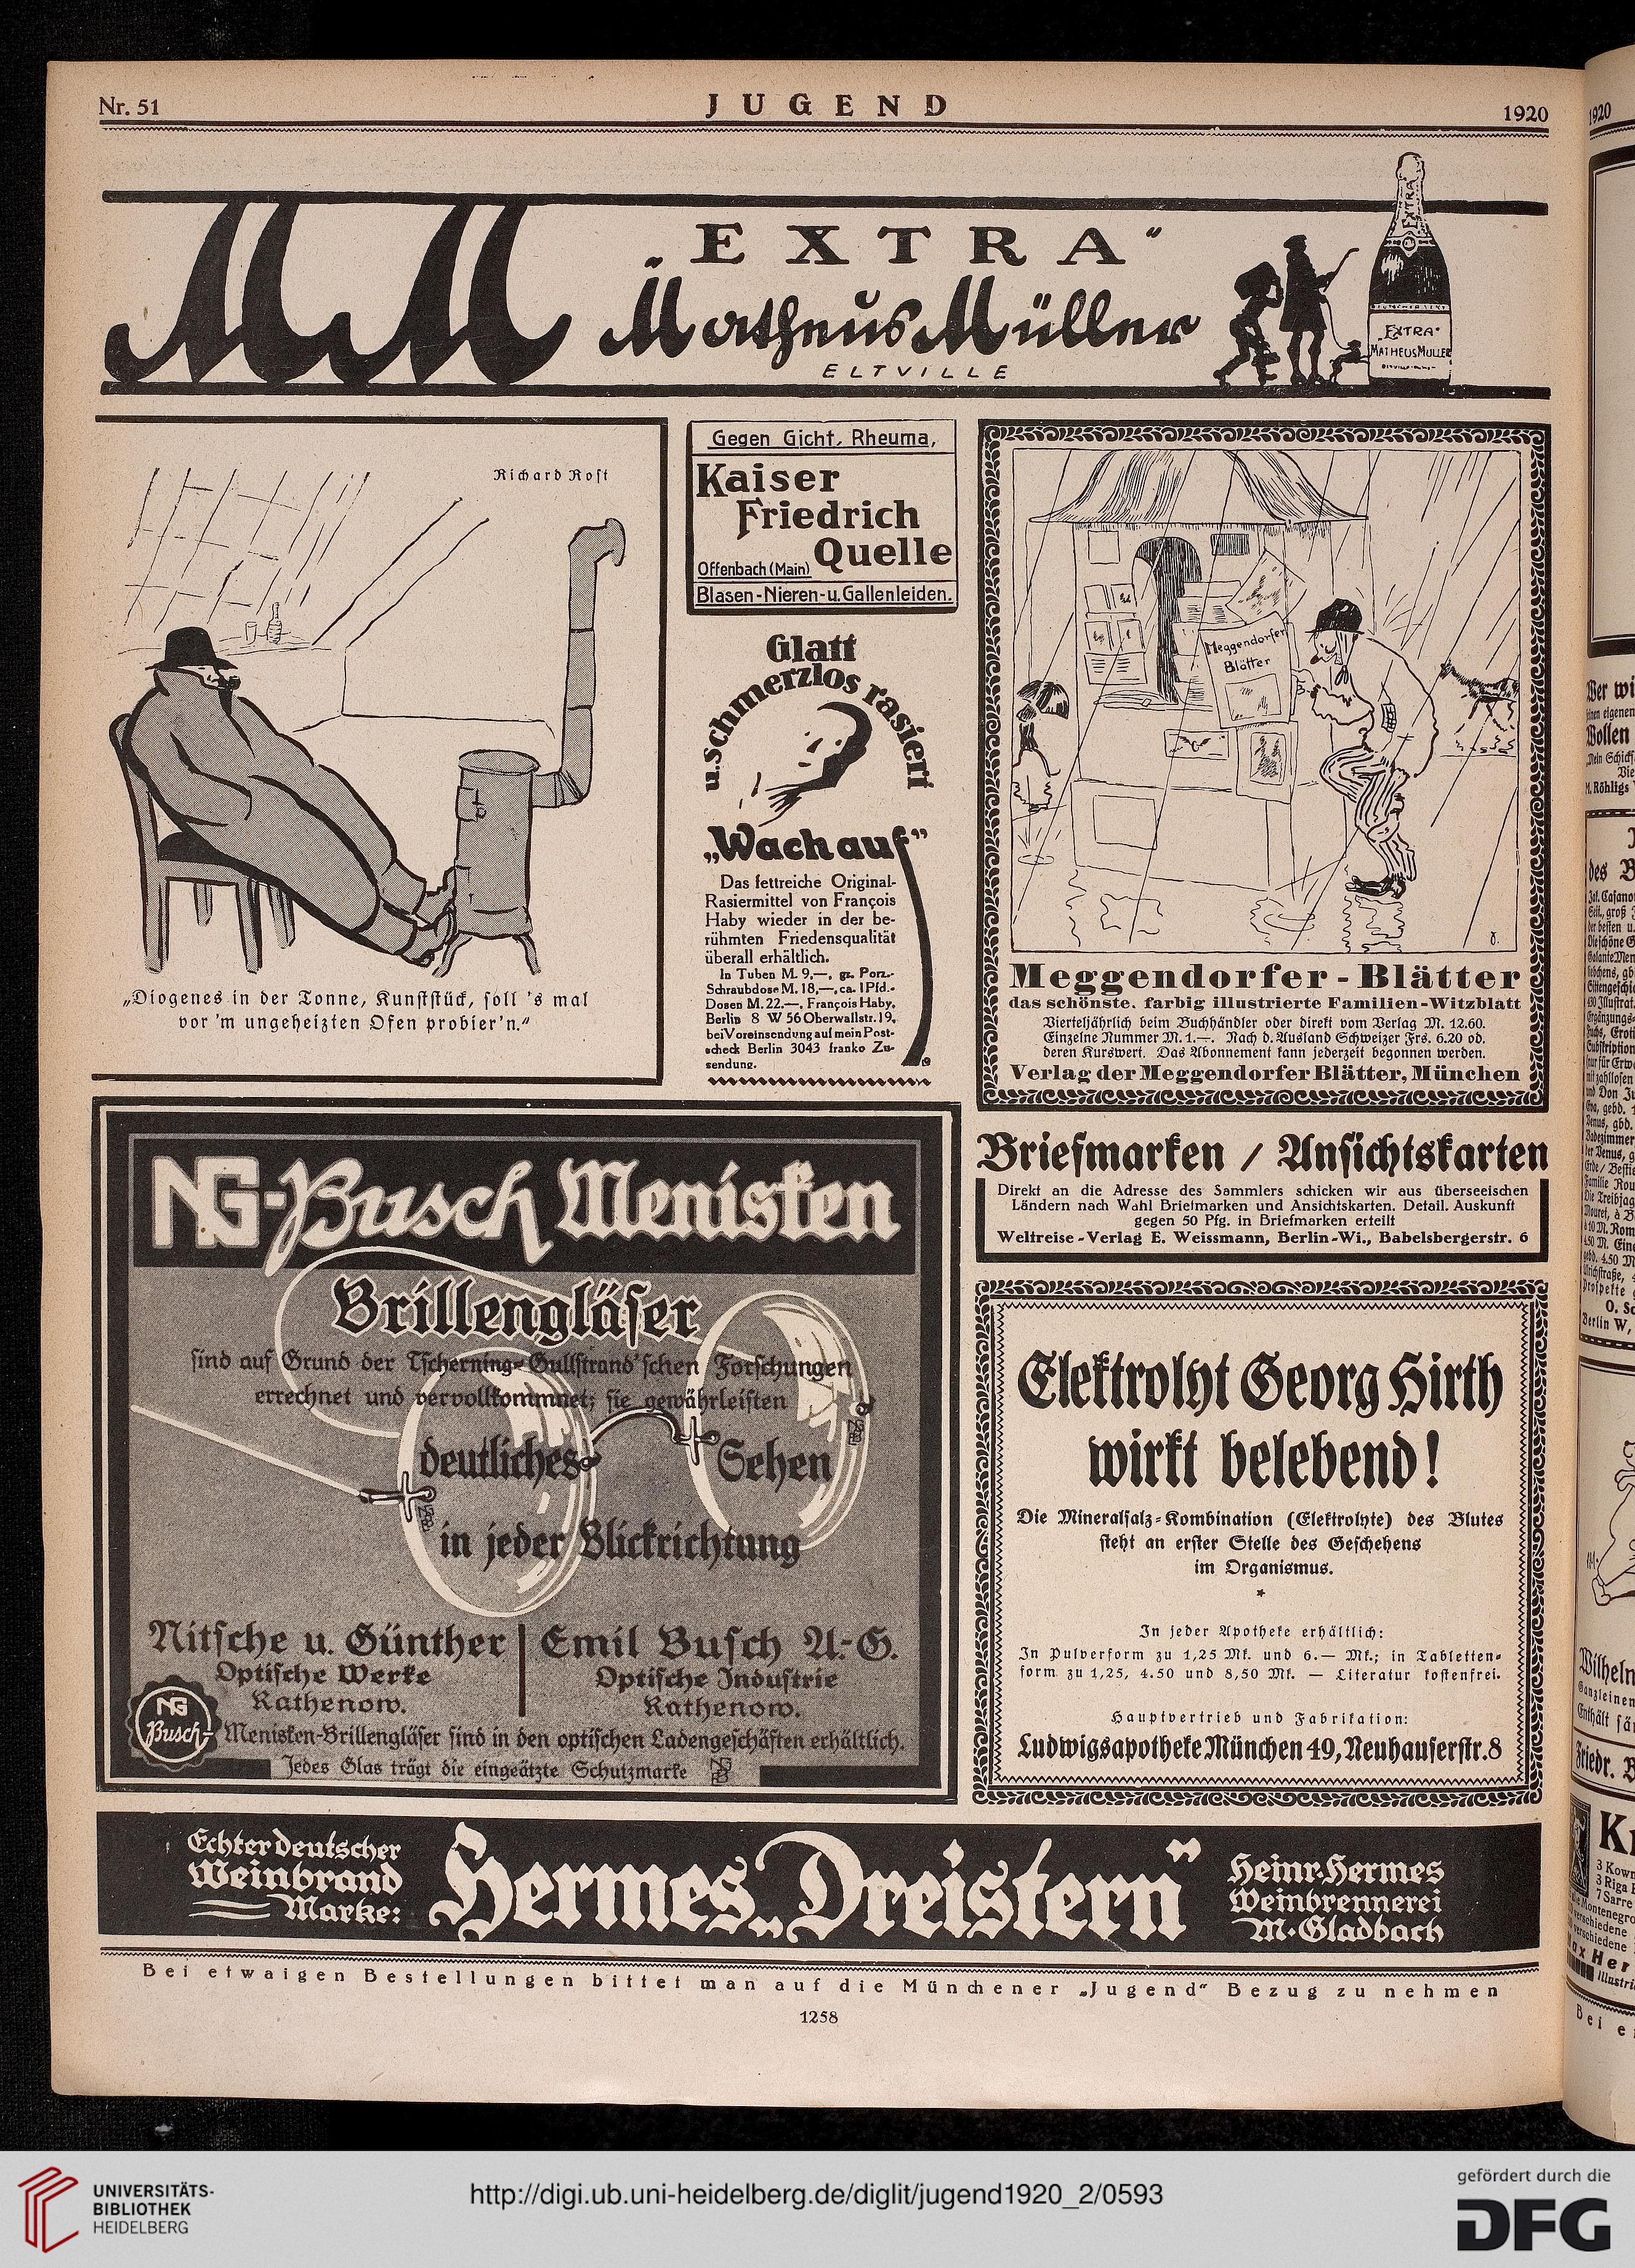 Nr. 51
JUGEND
1920
MM
„EXTRA“
Matheus Müller
ELTVILLE
EXTRA
EXTRA
MATHEUS MÜLLER
Richard Rost
„Diogenes in der Tonne, Kunststück, soll 's mal
vor 'm ungeheizten Ofen probier'n.“
Gegen Gicht, Rheuma,
Kaiser
Friedrich
Quelle
Offenbach (Main)
Blasen-Nieren-u. Gallenleiden.
Glatt
u. schmerzlos rasiert
„Wach auf“
Das fettreiche Original-
Rasiermittel von François
Haby wieder in der be-
rühmten Friedensqualität
überall erhältlich.
In Tuben M. 9,—, gr. Porz.-
Schraubdose M. 18,—, ca. 1 Pfd.-
Dosen M. 22.—, François Haby,
Berlin 8 W 56 Oberwallstr. 19,
bei Voreinsendung auf mein Post-
scheck Berlin 3043 franko Zu-
sendung.
Meggendorfer
Blätter
Meggendorfer-Blätter
das schönste, farbig illustrierte Familien-Witzblatt
Vierteljährlich beim Buchhändler oder direkt vom Verlag M. 12.60.
Einzelne Nummer M. 1.—. Nach d. Ausland Schweizer Frs. 6.20 od.
deren Kurswert. Das Abonnement kann jederzeit begonnen werden.
Verlag der Meggendorfer Blätter, München
NG-Busch Menisken
Brillengläser
sind auf Grund der Tscherning-Gullstrand'schen Forschungen
errechnet und vervollkommnet; sie gewährleisten
deutliches Sehen
in jeder Blickrichtung
Nitsche u. Günther
Optische Werke
Rathenow.
Emil Busch A.-G.
Optische Industrie
Rathenow.
NG
Busch-
Menisken-Brillengläser sind in den optischen Ladengeschäften erhältlich.
Jedes Glas trägt die eingeätzte Schutzmarke
Briefmarken / Ansichtskarten
Direkt an die Adresse des Sammlers schicken wir aus überseeischen
Ländern nach Wahl Briefmarken und Ansichtskarten. Detail. Auskunft
gegen 50 Pfg. in Briefmarken erteilt
Weltreise-Verlag E. Weissmann, Berlin-Wi., Babelsbergerstr. 6
Elektrolyt Georg Hirth
wirkt belebend!
Die Mineralsalz-Kombination (Elektrolyte) des Blutes
steht an erster Stelle des Geschehens
im Organismus.
*
In jeder Apotheke erhältlich:
In Pulverform zu 1,25 Mk. und 6.— Mk.; in Tabletten-
form zu 1,25, 4.50 und 8,50 Mk. — Literatur kostenfrei.
Hauptvertrieb und Fabrikation:
Ludwigsapotheke München 49, Neuhauserstr. 8
Echter deutscher
Weinbrand
Marke:
Hermes „Dreistern“
Heinr. Hermes
Weinbrennerei
M.-Gladbach
Bei etwaigen Bestellungen bittet man auf die Münchener „Jugend“ Bezug zu nehmen
1258
1920
UNIVERSITÄTS-
BIBLIOTHEK
HEIDELBERG
http://digi.ub.uni-heidelberg.de/diglit/jugend1920_2/0593
gefördert durch die
DFG